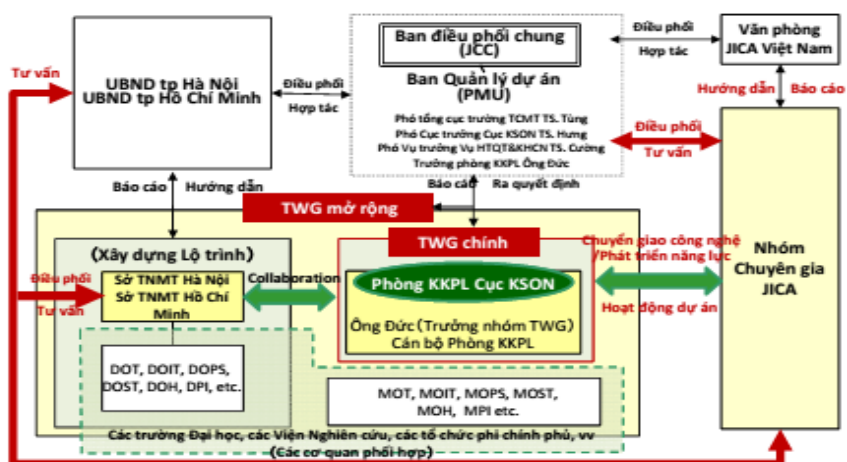 Ban điều phối chung
(JCC)
Ban Quản lý dự án
(PMU)
Phó tổng cục trưởng TCMT TS. Tùng
Phó Cục trưởng Cục KSON TS. Hưng
Phó Vụ trưởng Vụ HTQT&KHCN TS. Cường
Trưởng phòng KKPL Ông Đức
UBND tp Hà Nội
UBND tp Hồ Chí Minh
Điều phối
Hợp tác
Điều phối
Hợp tác
Văn phòng
JICA Việt Nam
Tư vấn
Hướng dẫn
Báo cáo
Điều phối
Tư vấn
Báo cáo
Hướng dẫn
Báo cáo
Ra quyết định
TWG mở rộng
TWG chính
(Xây dựng Lộ trình)
Sở TNMT Hà Nội
Sở TNMT Hồ Chí
Minh
Điều phối
Tư vấn
Collaboration
Phòng KKPL Cục KSON
Ông Đức (Trưởng nhóm TWG)
Cán bộ Phòng KKPL
Chuyển giao công nghệ
/Phát triển năng lực
Hoạt động dự án
Nhóm
Chuyên gia
JICA
DOT, DOIT, DOPS,
DOST, DOH, DPI, etc.
MOT, MOIT, MOPS, MOST,
MOH, MPI etc.
Các trường Đại học, các Viện Nghiên cứu, các tổ chức phi chính phủ, vv
(Các cơ quan phối hợp)